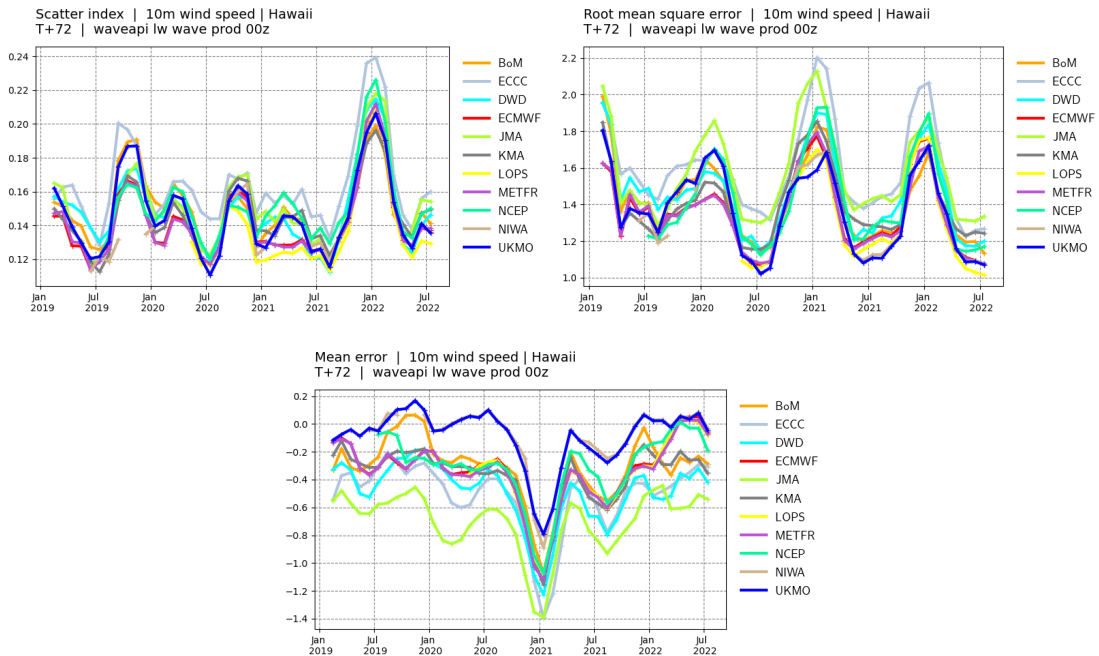 Scatter index | 10m wind speed | Hawaii
T+72 | waveapi lw wave prod 00z
0.24
0.22
0.20
0.18
0.16
0.14
0.12
Jan 2019
Jul 2019
Jan 2020
Jul 2020
Jan 2021
Jul 2021
Jan 2022
Jul 2022
BoM
ECCC
DWD
ECMWF
JMA
KMA
LOPS
METFR
NCEP
NIWA
UKMO
Root mean square error | 10m wind speed | Hawaii
T+72 | waveapi lw wave prod 00z
2.2
2.0
1.8
1.6
1.4
1.2
1.0
Jan 2019
Jul 2019
Jan 2020
Jul 2020
Jan 2021
Jul 2021
Jan 2022
Jul 2022
BoM
ECCC
DWD
ECMWF
JMA
KMA
LOPS
METFR
NCEP
NIWA
UKMO
Mean error | 10m wind speed | Hawaii
T+72 | waveapi lw wave prod 00z
0.2
0.0
−0.2
−0.4
−0.6
−0.8
−1.0
−1.2
−1.4
Jan 2019
Jul 2019
Jan 2020
Jul 2020
Jan 2021
Jul 2021
Jan 2022
Jul 2022
BoM
ECCC
DWD
ECMWF
JMA
KMA
LOPS
METFR
NCEP
NIWA
UKMO